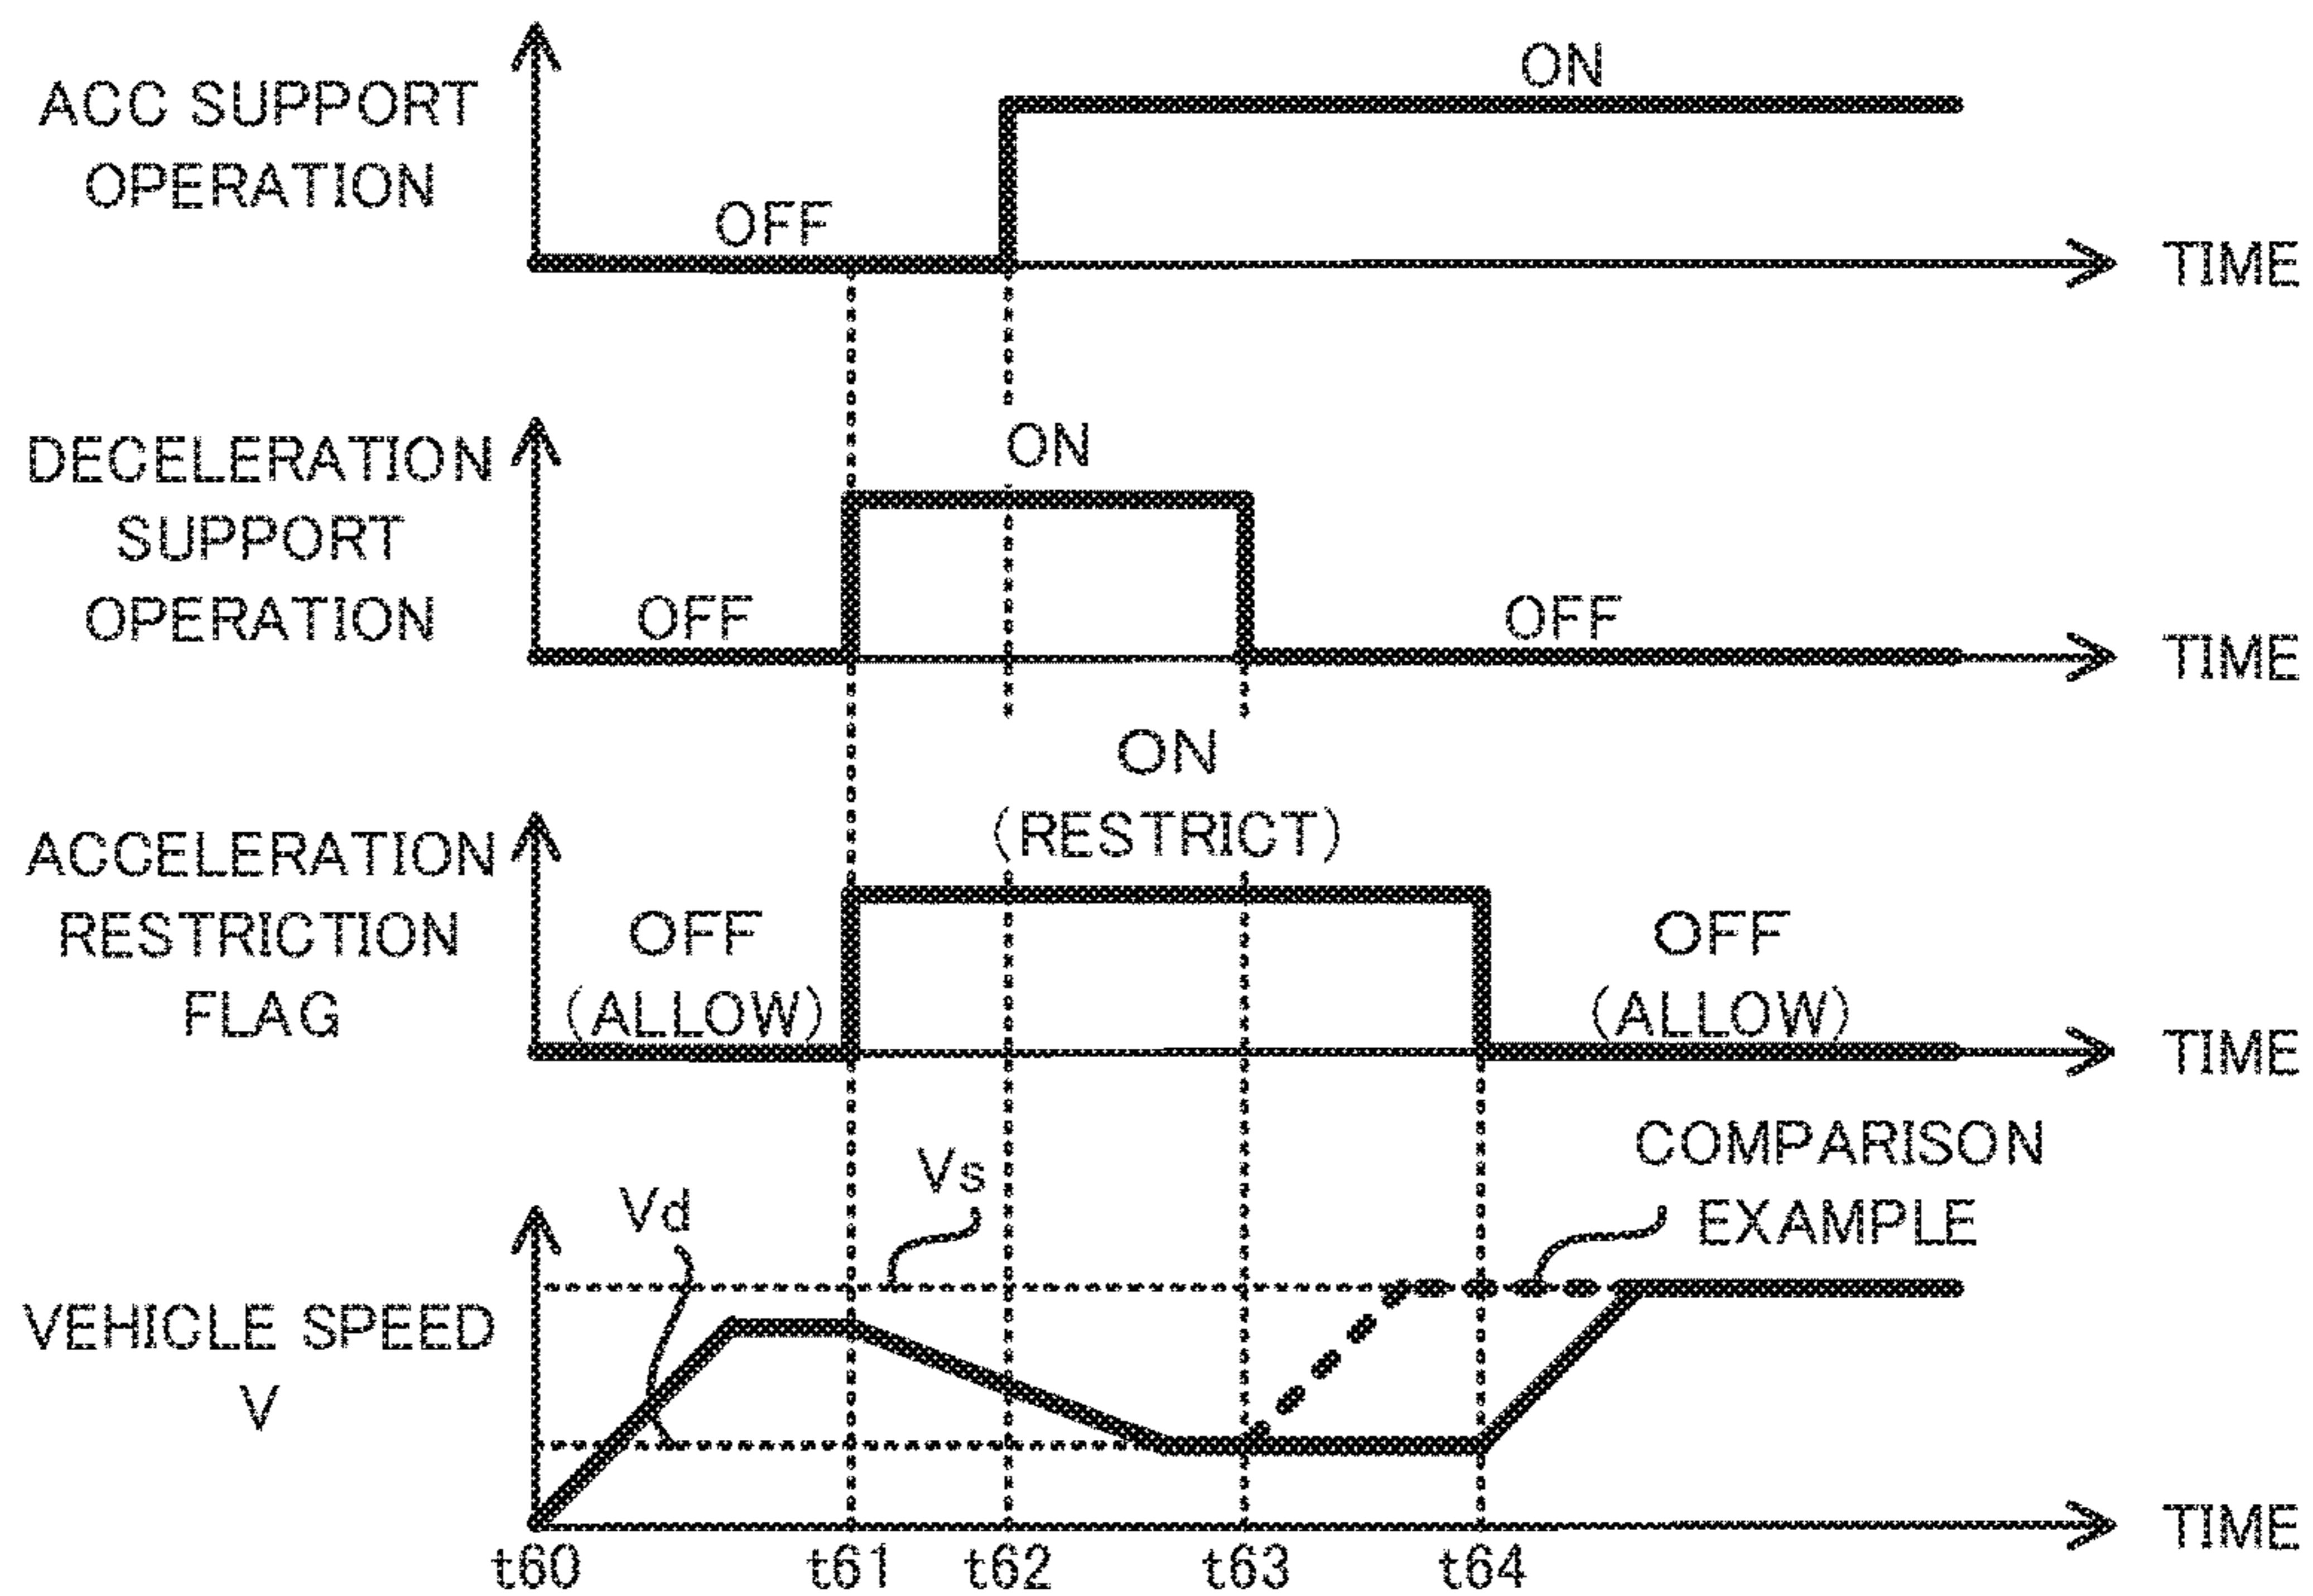 ACC SUPPORT
OPERATION
ON
OFF
TIME
DECELERATION
SUPPORT
OPERATION
ON
OFF
OFF
TIME
ACCELERATION
RESTRICTION
FLAG
ON
(RESTRICT)
OFF
(ALLOW)
OFF
(ALLOW)
TIME
VEHICLE SPEED
V
Vd
Vs
COMPARISON
EXAMPLE
TIME
t60 t61 t62 t63 t64